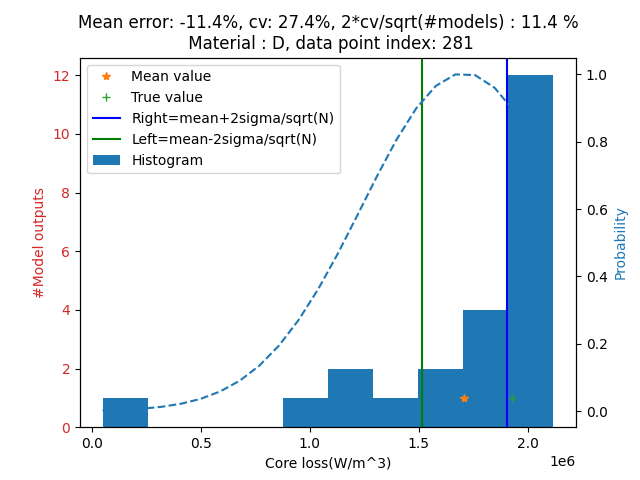 Mean error: -11.4%, cv: 27.4%, 2*cv/sqrt(#models) : 11.4 %
Material : D, data point index: 281
Mean value
True value
Right=mean+2sigma/sqrt(N)
Left=mean-2sigma/sqrt(N)
Histogram
#Model outputs
12
10
8
6
4
2
0
1.0
0.8
0.6
0.4
0.2
0.0
Probability
0.0 0.5 1.0 1.5 2.0
1e6
Core loss(W/m^3)